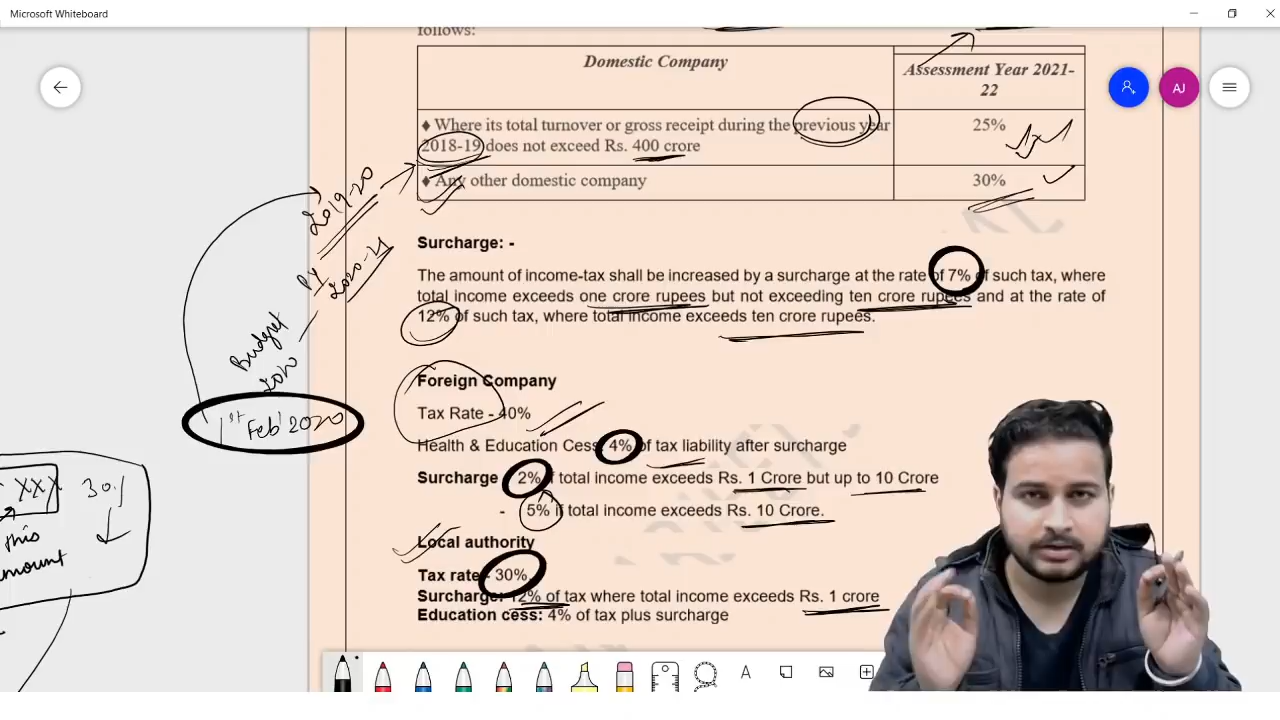 Microsoft Whiteboard
AJ
follows:
Domestic Company
Assessment Year 2021-
22
♦ Where its total turnover or gross receipt during the previous year
2018-19 does not exceed Rs. 400 crore
25%
♦ Any other domestic company
30%
2019-20
PY
2020-21
Budget
2020
1st Feb' 2020
Surcharge: -
The amount of income-tax shall be increased by a surcharge at the rate of 7% of such tax, where
total income exceeds one crore rupees but not exceeding ten crore rupees and at the rate of
12% of such tax, where total income exceeds ten crore rupees.
Foreign Company
Tax Rate - 40%
Health & Education Cess: 4% of tax liability after surcharge
Surcharge - 2% if total income exceeds Rs. 1 Crore but up to 10 Crore
- 5% if total income exceeds Rs. 10 Crore.
Local authority
Tax rate - 30%
Surcharge: 12% of tax where total income exceeds Rs. 1 crore
Education cess: 4% of tax plus surcharge
XXX 30%
this
amount
A